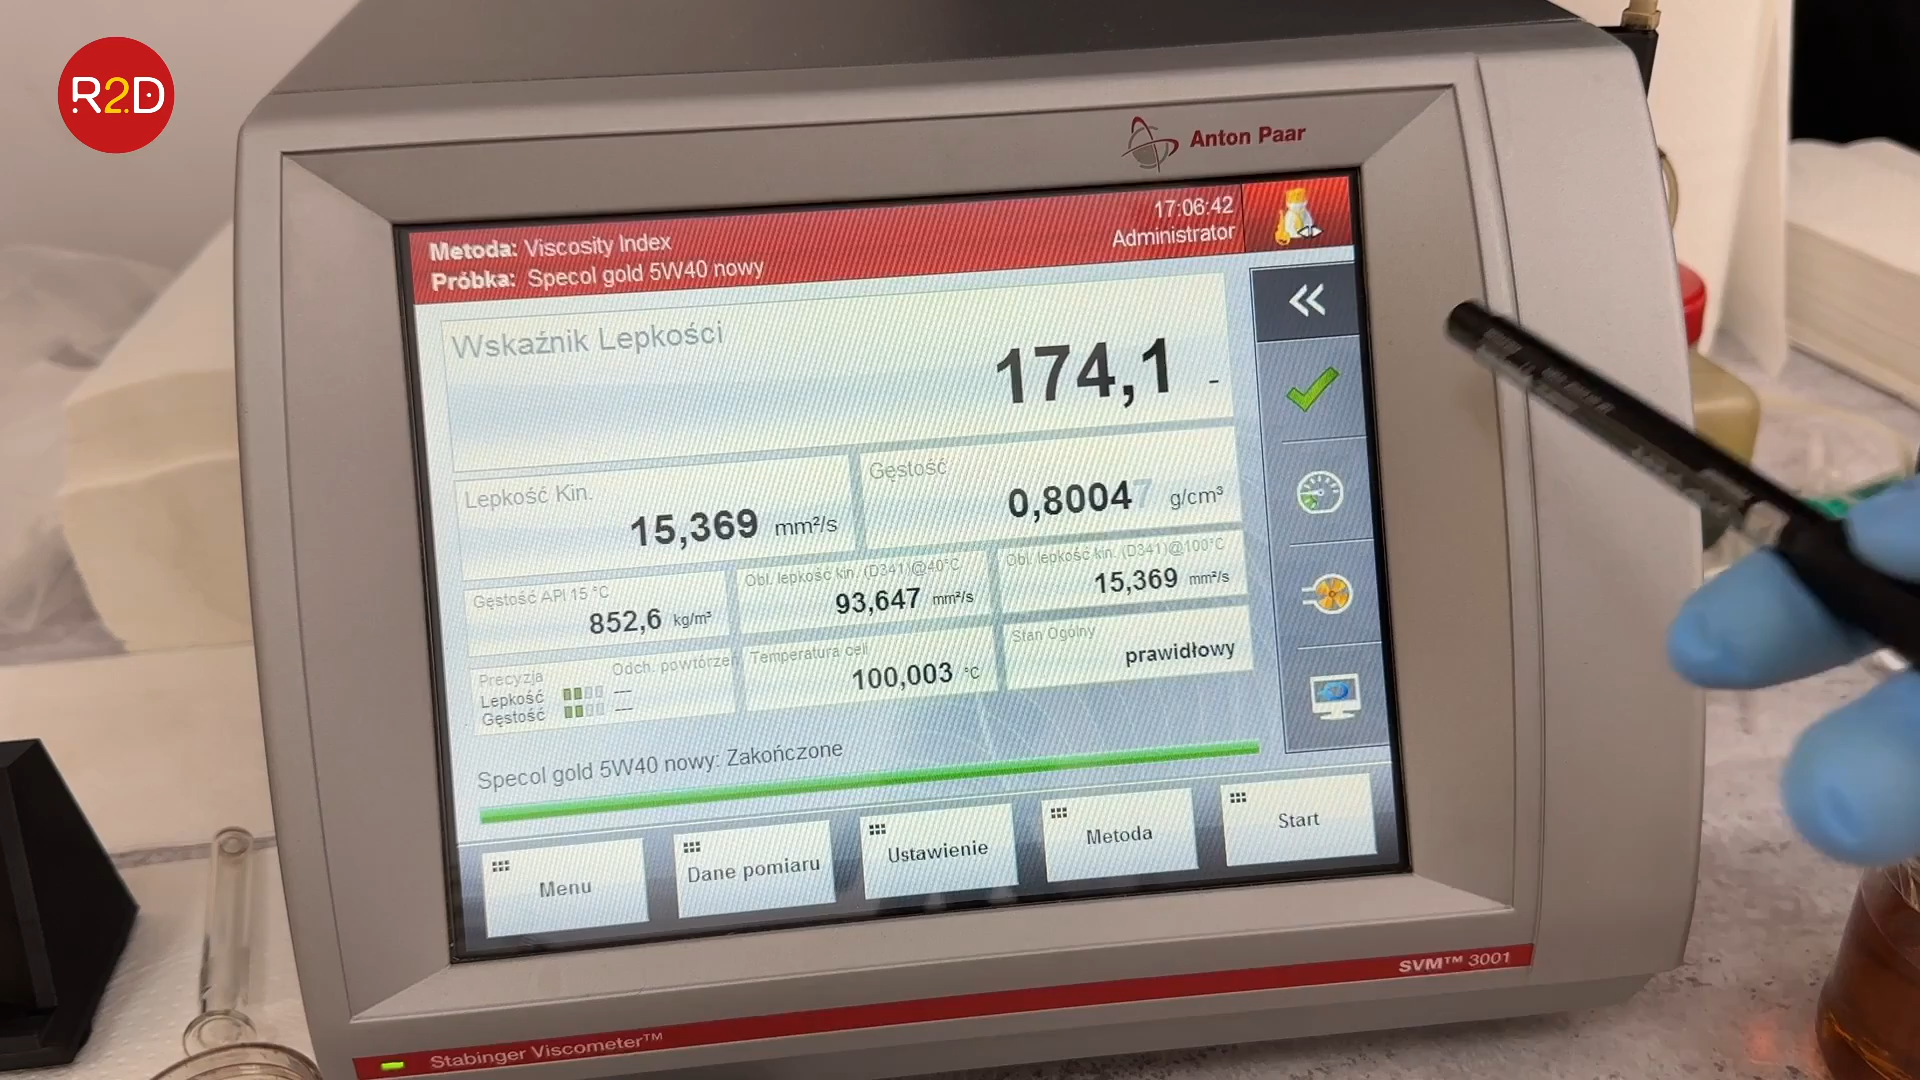 R2D
Anton Paar
17:06:42
Administrator
Metoda: Viscosity Index
Próbka: Specol gold 5W40 nowy
Wskaźnik Lepkości
174,1 -
Lepkość Kin.
15,369 mm²/s
Gęstość
0,80047 g/cm³
Gęstość API 15 °C
852,6 kg/m³
Obl. lepkość kin. (D341)@40°C
93,647 mm²/s
Obl. lepkość kin. (D341)@100°C
15,369 mm²/s
Precyzja Odch. powtórzeń
Lepkość ---
Gęstość ---
Temperatura celi
100,003 °C
Stan Ogólny
prawidłowy
Specol gold 5W40 nowy: Zakończone
Menu
Dane pomiaru
Ustawienie
Metoda
Start
SVM™ 3001
Stabinger Viscometer™